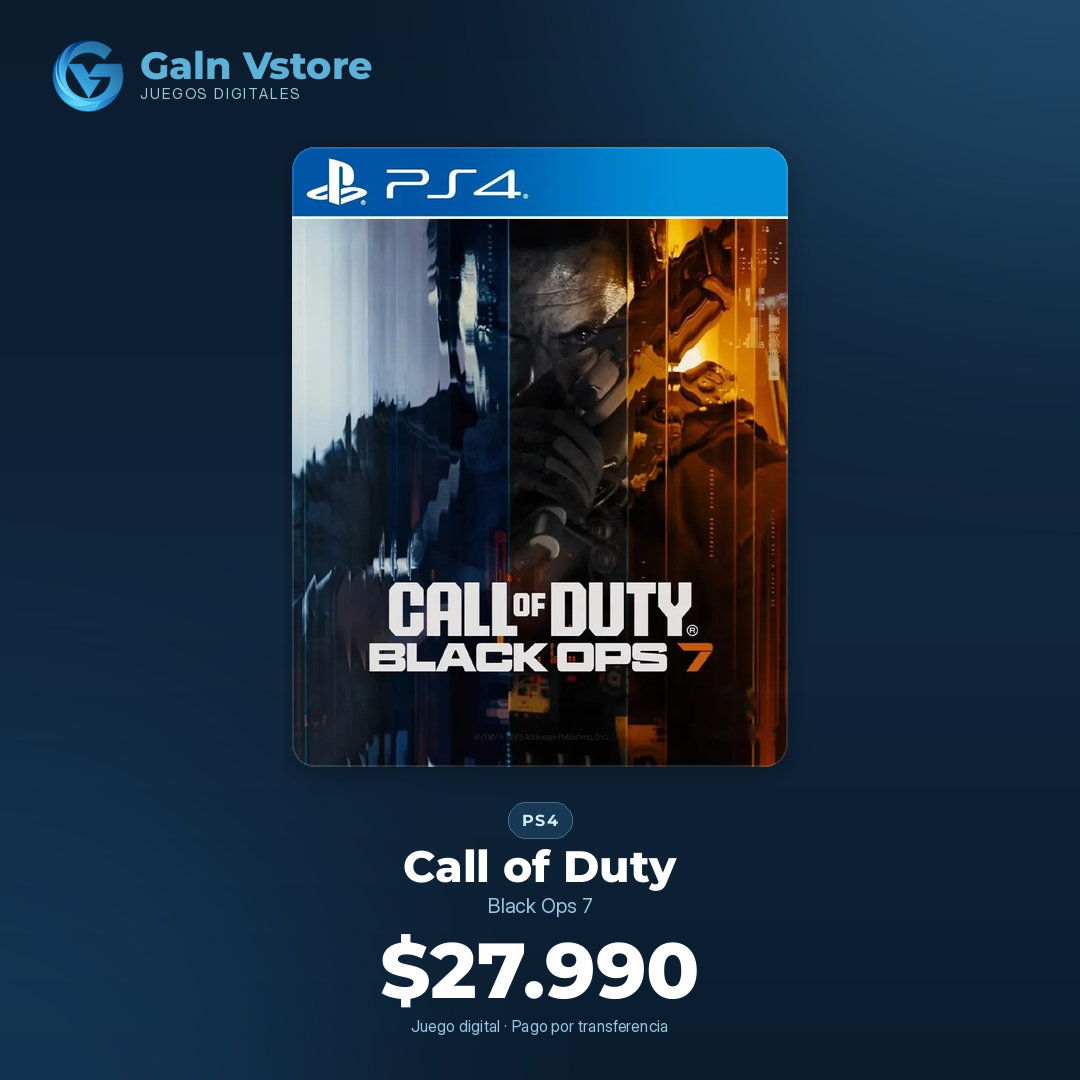 Galn Vstore
JUEGOS DIGITALES
PS4
CALL OF DUTY®
BLACK OPS 7
PS4
Call of Duty
Black Ops 7
$27.990
Juego digital · Pago por transferencia